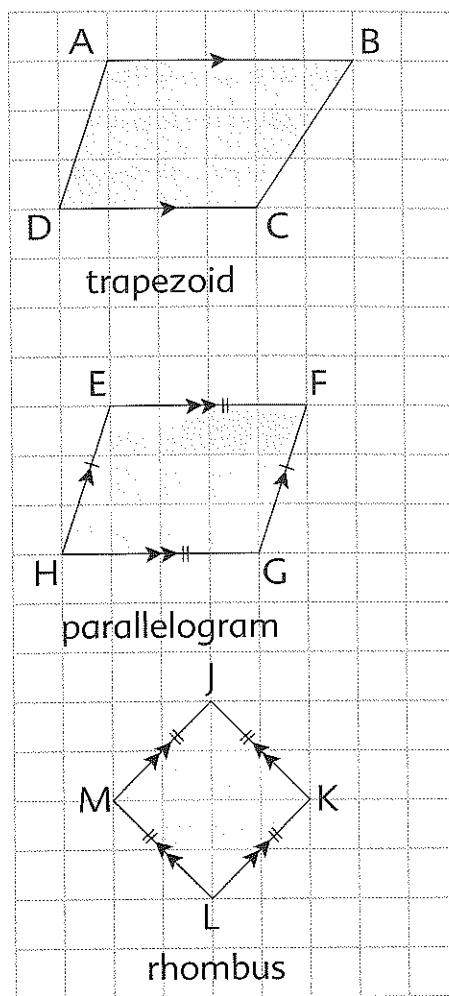 A B
D C
trapezoid
E F
H G
parallelogram
J
M K
L
rhombus